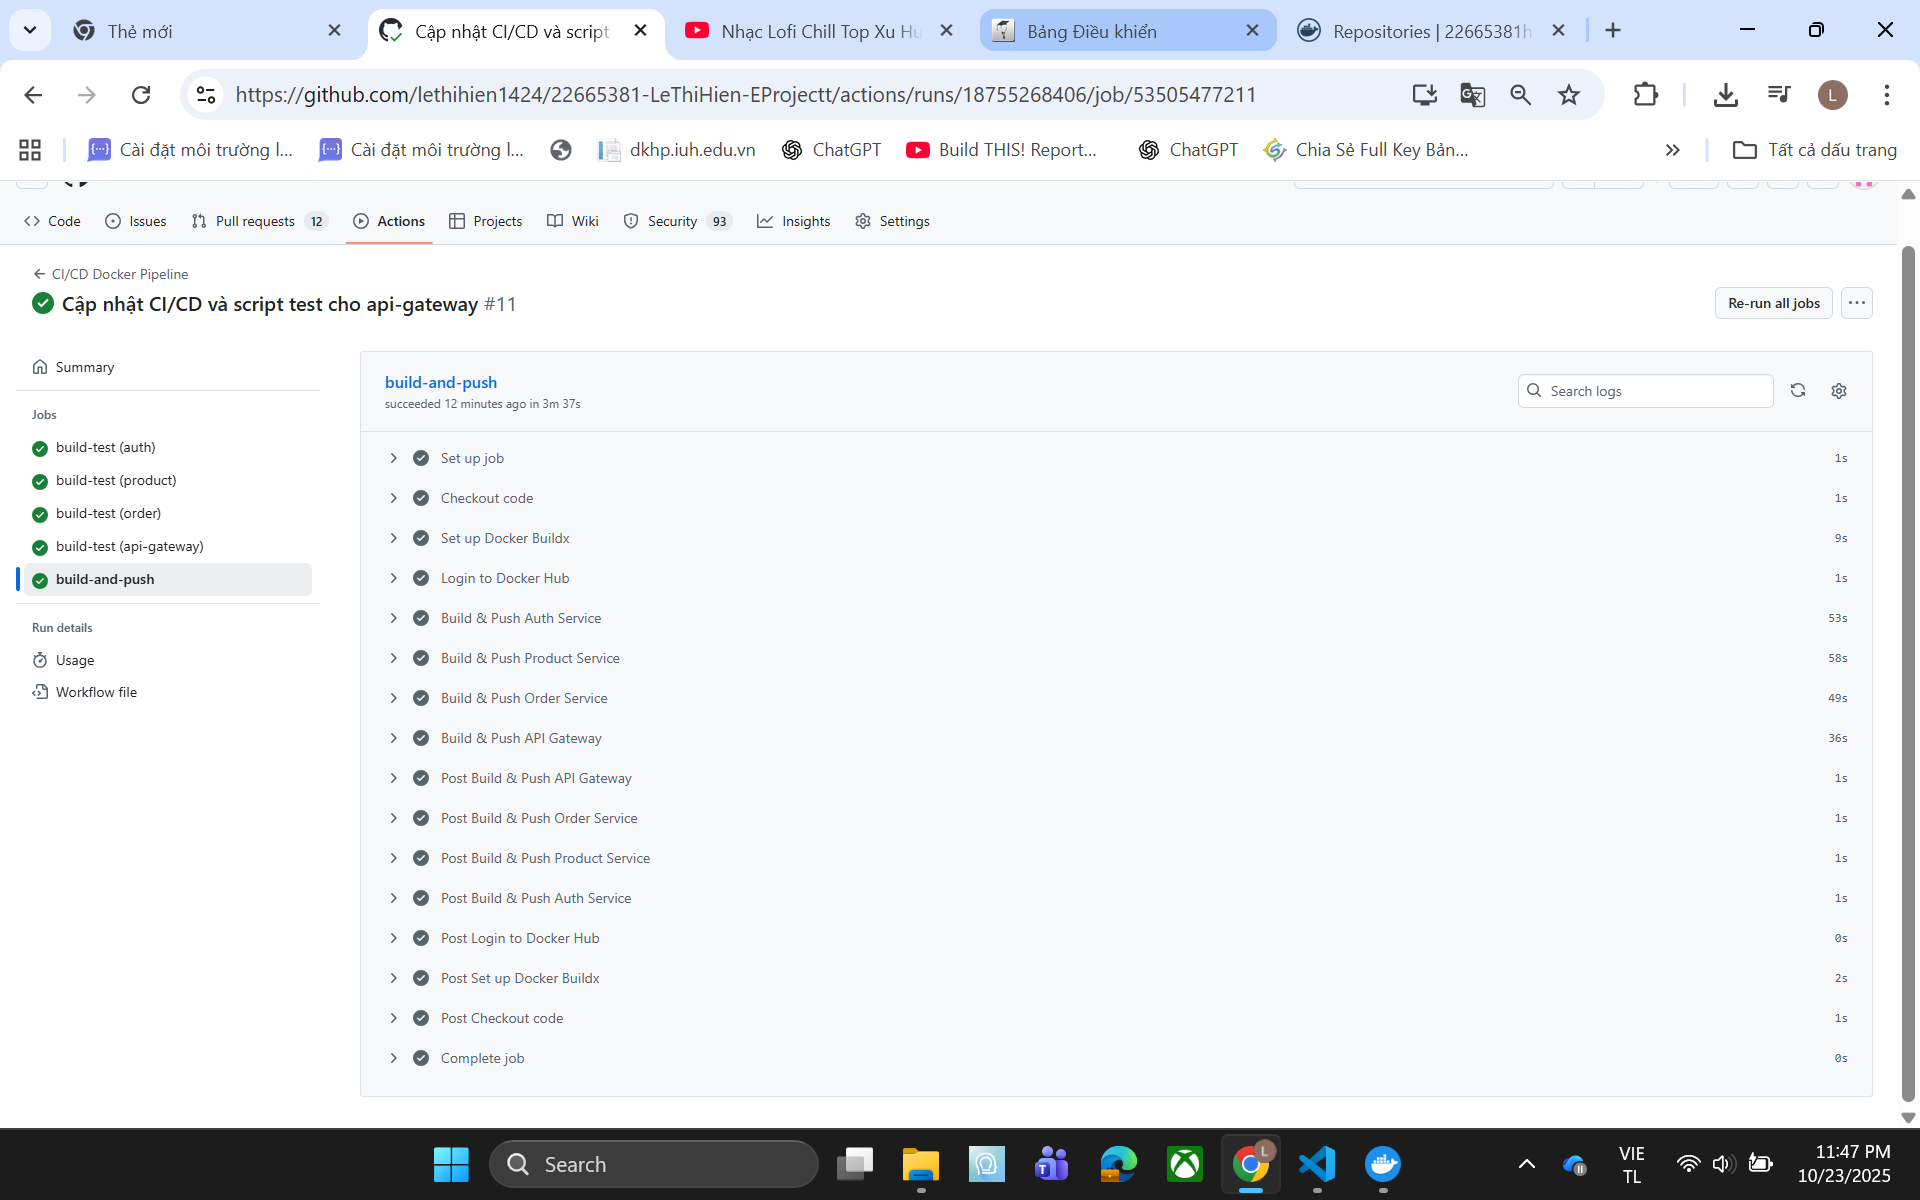 Thẻ mới
Cập nhật CI/CD và script
Nhạc Lofi Chill Top Xu Hu
Bảng Điều khiển
Repositories | 22665381h
https://github.com/lethihien1424/22665381-LeThiHien-EProjectt/actions/runs/18755268406/job/53505477211
L
Cài đặt môi trường l...
Cài đặt môi trường l...
dkhp.iuh.edu.vn
ChatGPT
Build THIS! Report...
ChatGPT
Chia Sẻ Full Key Bản...
Tất cả dấu trang
Code
Issues
Pull requests 12
Actions
Projects
Wiki
Security 93
Insights
Settings
CI/CD Docker Pipeline
Cập nhật CI/CD và script test cho api-gateway #11
Re-run all jobs
Summary
Jobs
build-test (auth)
build-test (product)
build-test (order)
build-test (api-gateway)
build-and-push
Run details
Usage
Workflow file
build-and-push
succeeded 12 minutes ago in 3m 37s
Search logs
Set up job 1s
Checkout code 1s
Set up Docker Buildx 9s
Login to Docker Hub 1s
Build & Push Auth Service 53s
Build & Push Product Service 58s
Build & Push Order Service 49s
Build & Push API Gateway 36s
Post Build & Push API Gateway 1s
Post Build & Push Order Service 1s
Post Build & Push Product Service 1s
Post Build & Push Auth Service 1s
Post Login to Docker Hub 0s
Post Set up Docker Buildx 2s
Post Checkout code 1s
Complete job 0s
Search
L
VIE
TL
11:47 PM
10/23/2025